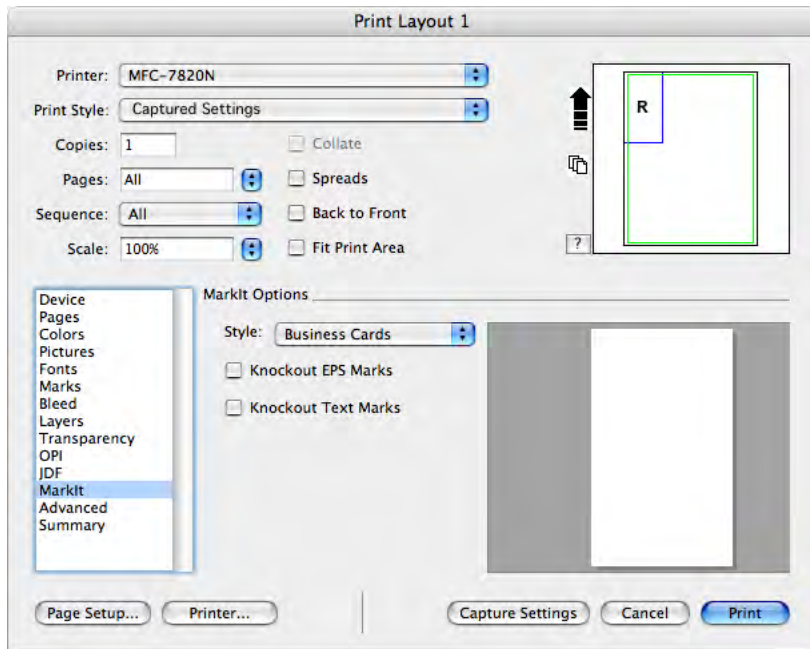 Print Layout 1
Printer: MFC-7820N
Print Style: Captured Settings
Copies: 1 Collate
Pages: All Spreads
Sequence: All Back to Front
Scale: 100% Fit Print Area
R
?
Device
Pages
Colors
Pictures
Fonts
Marks
Bleed
Layers
Transparency
OPI
JDF
MarkIt
Advanced
Summary
MarkIt Options
Style: Business Cards
Knockout EPS Marks
Knockout Text Marks
Page Setup... Printer... Capture Settings Cancel Print